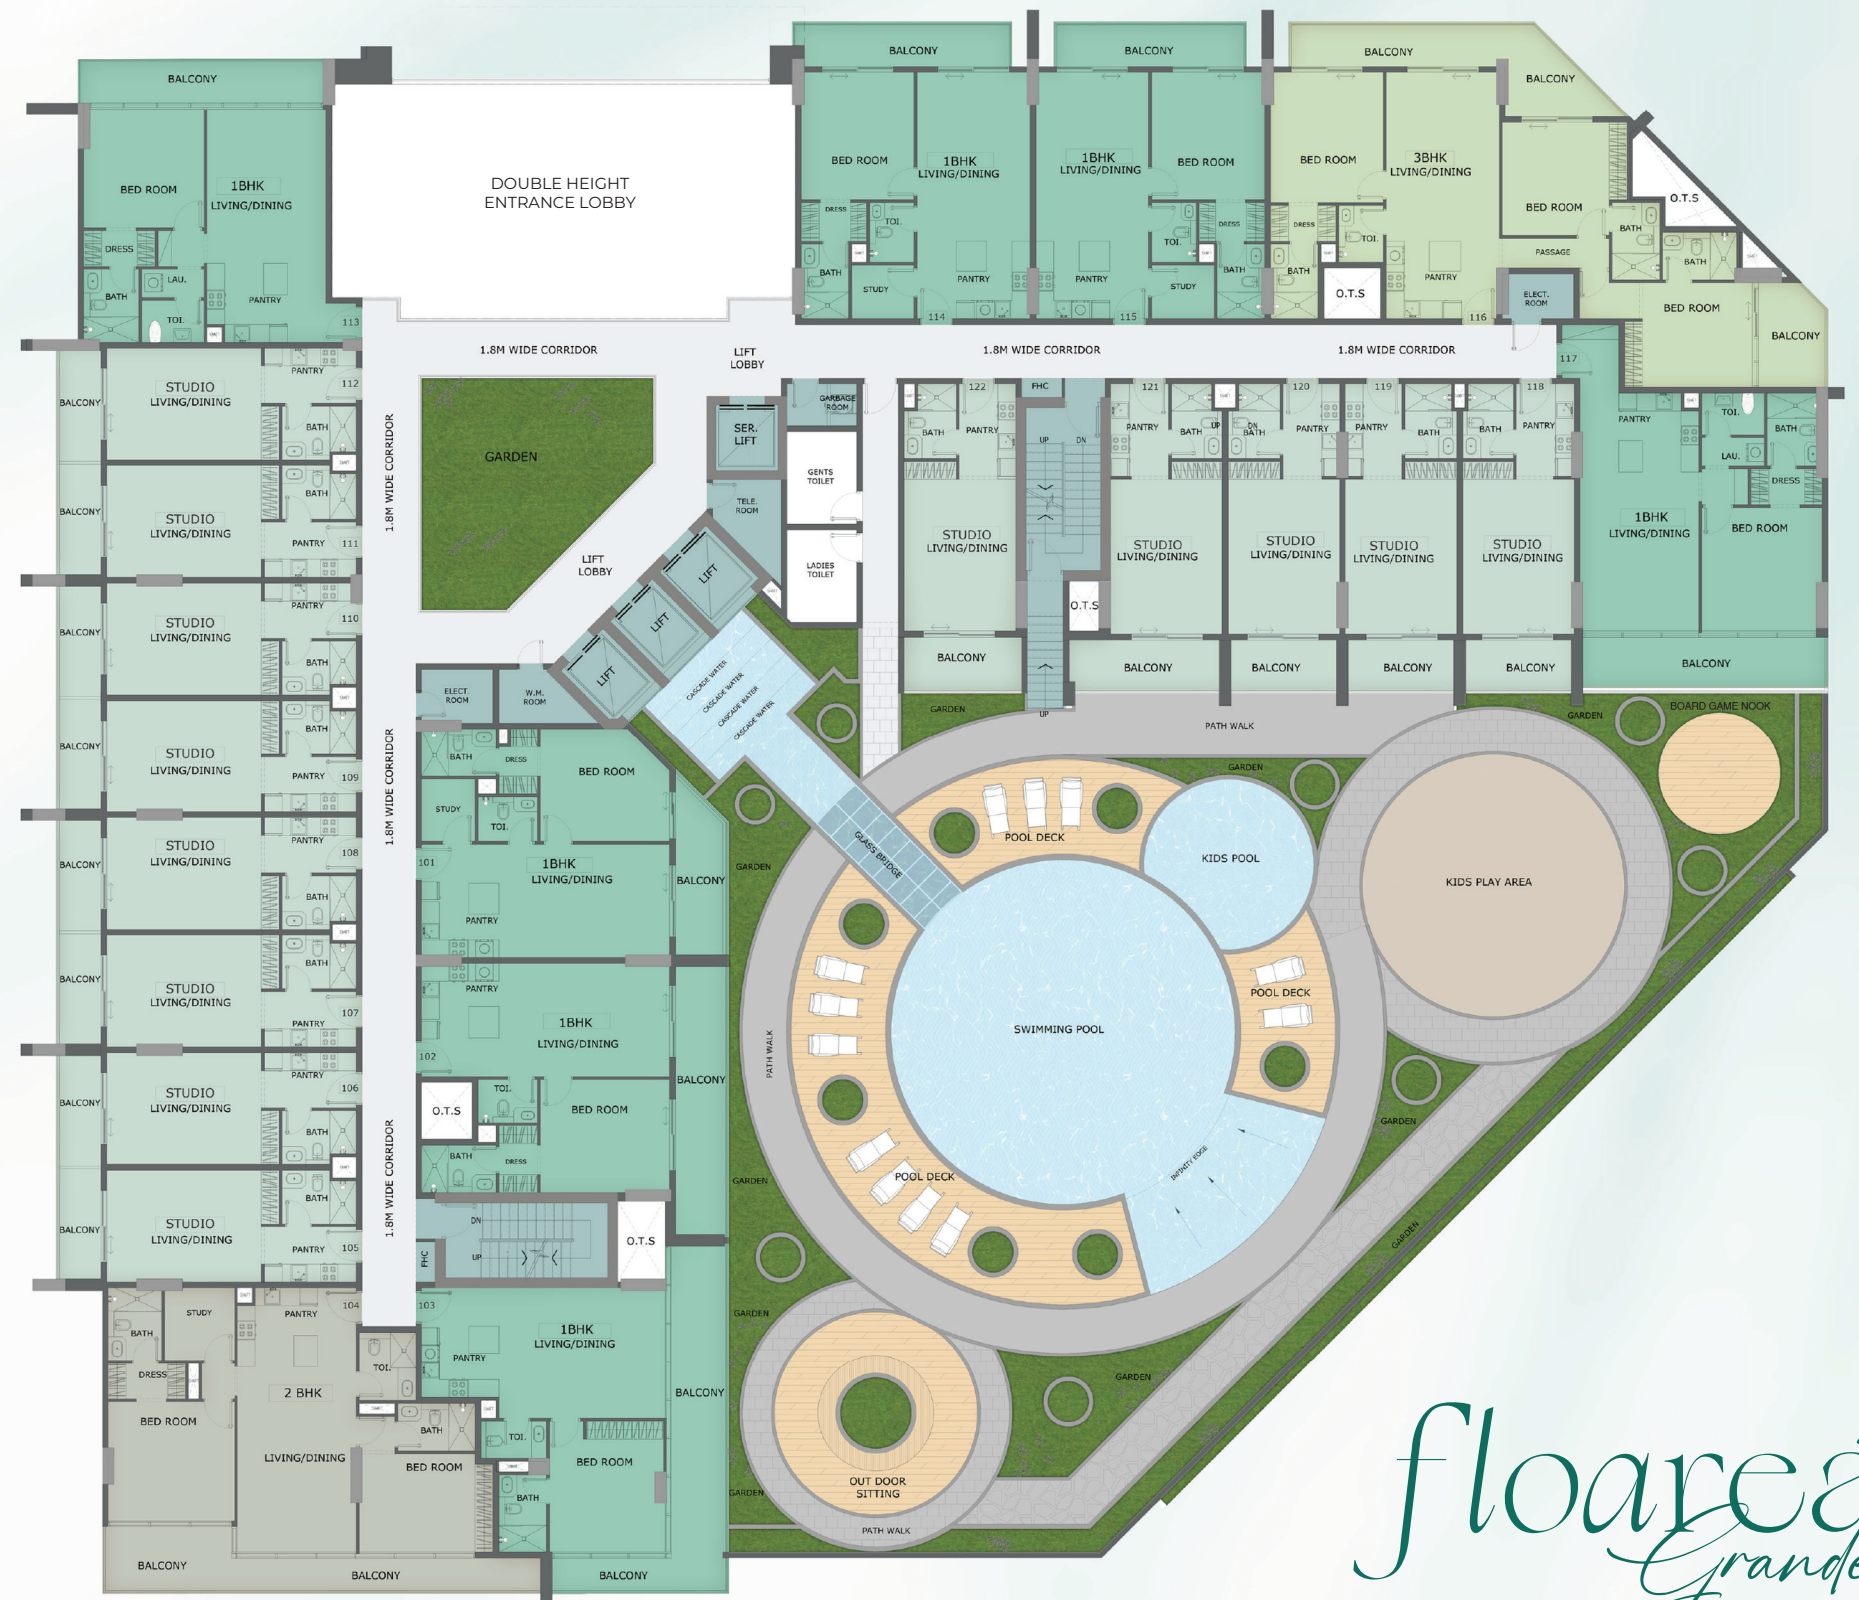 BALCONY
BALCONY
BALCONY
BALCONY
BALCONY
DOUBLE HEIGHT
ENTRANCE LOBBY
BED ROOM
1BHK
LIVING/DINING
DRESS
LAU.
BATH
TOI.
PANTRY
113
BED ROOM
1BHK
LIVING/DINING
DRESS
TOI.
BATH
STUDY
PANTRY
114
1BHK
LIVING/DINING
BED ROOM
DRESS
TOI.
BATH
PANTRY
STUDY
115
BED ROOM
3BHK
LIVING/DINING
DRESS
TOI.
BATH
O.T.S
PANTRY
116
BED ROOM
PASSAGE
BATH
BATH
O.T.S
ELECT.
ROOM
BED ROOM
BALCONY
1.8M WIDE CORRIDOR
LIFT
LOBBY
1.8M WIDE CORRIDOR
1.8M WIDE CORRIDOR
117
BALCONY
STUDIO
LIVING/DINING
PANTRY
112
BATH
BALCONY
STUDIO
LIVING/DINING
BATH
PANTRY
111
BALCONY
STUDIO
LIVING/DINING
PANTRY
110
BATH
BALCONY
STUDIO
LIVING/DINING
BATH
PANTRY
109
BALCONY
STUDIO
LIVING/DINING
PANTRY
108
BATH
BALCONY
STUDIO
LIVING/DINING
BATH
PANTRY
107
BALCONY
STUDIO
LIVING/DINING
PANTRY
106
BATH
BALCONY
STUDIO
LIVING/DINING
BATH
PANTRY
105
1.8M WIDE CORRIDOR
1.8M WIDE CORRIDOR
1.8M WIDE CORRIDOR
GARDEN
LIFT
LOBBY
SER.
LIFT
GARBAGE
ROOM
GENTS
TOILET
TELE.
ROOM
LADIES
TOILET
LIFT
LIFT
LIFT
ELECT.
ROOM
W.M.
ROOM
122
BATH
PANTRY
STUDIO
LIVING/DINING
BALCONY
FHC
UP
DN
O.T.S
UP
121
PANTRY
BATH
STUDIO
LIVING/DINING
BALCONY
UP
DN
120
BATH
PANTRY
STUDIO
LIVING/DINING
BALCONY
119
PANTRY
BATH
STUDIO
LIVING/DINING
BALCONY
118
BATH
PANTRY
STUDIO
LIVING/DINING
BALCONY
PANTRY
TOI.
BATH
LAU.
DRESS
1BHK
LIVING/DINING
BED ROOM
BALCONY
CASCADE WATER
CASCADE WATER
CASCADE WATER
CASCADE WATER
GLASS BRIDGE
GARDEN
PATH WALK
GARDEN
BOARD GAME NOOK
GARDEN
POOL DECK
KIDS POOL
KIDS PLAY AREA
GARDEN
SWIMMING POOL
POOL DECK
PATH WALK
POOL DECK
INFINITY EDGE
GARDEN
GARDEN
GARDEN
GARDEN
GARDEN
GARDEN
OUT DOOR
SITTING
PATH WALK
BATH
DRESS
BED ROOM
STUDY
TOI.
101
1BHK
LIVING/DINING
PANTRY
BALCONY
PANTRY
1BHK
LIVING/DINING
102
BALCONY
O.T.S
TOI.
BED ROOM
BATH
DRESS
DN
UP
FHC
O.T.S
103
1BHK
LIVING/DINING
PANTRY
BALCONY
TOI.
BED ROOM
BATH
BALCONY
104
PANTRY
STUDY
BATH
DRESS
TOI.
2 BHK
BED ROOM
LIVING/DINING
BATH
BED ROOM
BALCONY
BALCONY
floarea
Grande